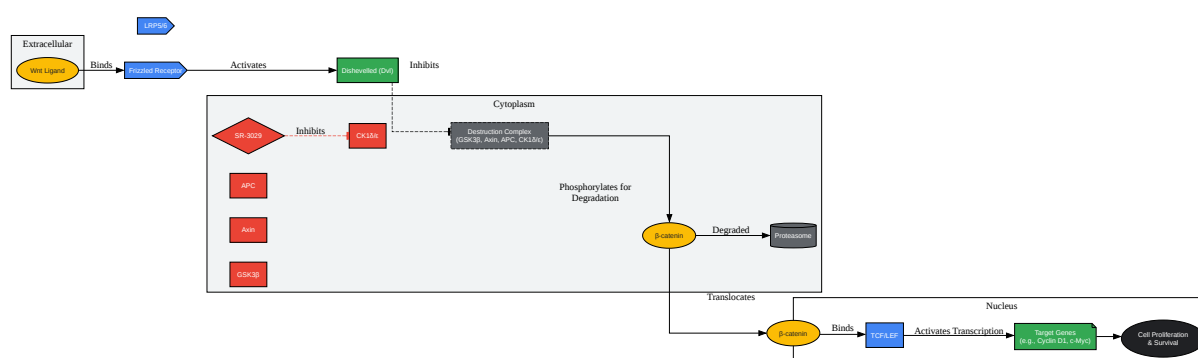 LRP5/6
Extracellular
Wnt Ligand
Binds
Frizzled Receptor
Activates
Dishevelled (Dvl)
Inhibits
Cytoplasm
SR-3029
Inhibits
CK1δ/ε
Destruction Complex
(GSK3β, Axin, APC, CK1δ/ε)
APC
Phosphorylates for
Degradation
Axin
β-catenin
Degraded
Proteasome
GSK3β
Translocates
Nucleus
β-catenin
Binds
TCF/LEF
Activates Transcription
Target Genes
(e.g., Cyclin D1, c-Myc)
Cell Proliferation
& Survival